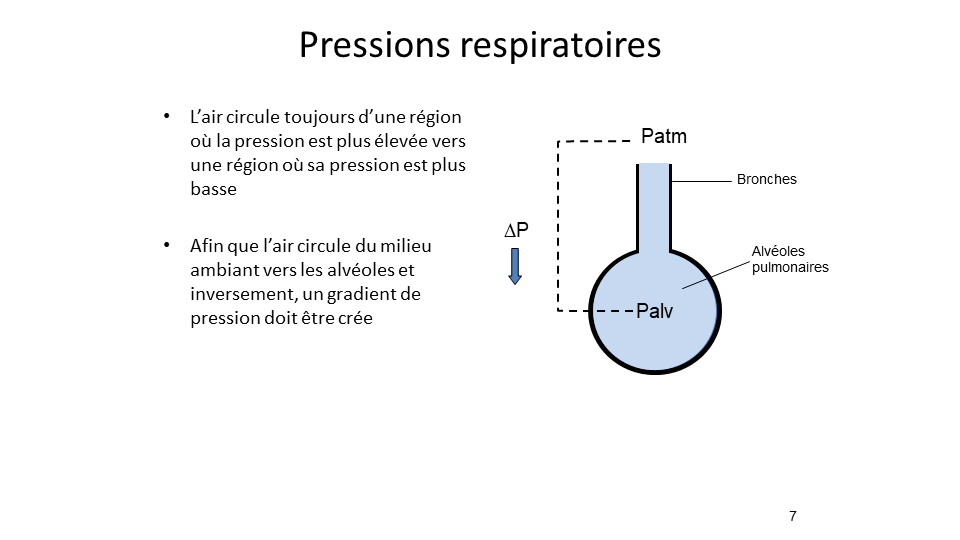 Pressions respiratoires
• L’air circule toujours d’une région
où la pression est plus élevée vers
une région où sa pression est plus
basse
• Afin que l’air circule du milieu
ambiant vers les alvéoles et
inversement, un gradient de
pression doit être crée
Patm
Bronches
∆P
Alvéoles
pulmonaires
Palv
7